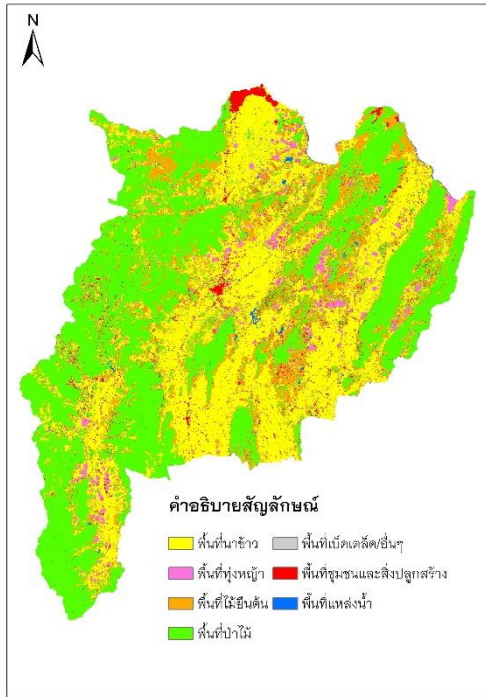 N
คำอธิบายสัญลักษณ์
พื้นที่นาข้าว พื้นที่เบ็ดเตล็ด/อื่นๆ
พื้นที่ทุ่งหญ้า พื้นที่ชุมชนและสิ่งปลูกสร้าง
พื้นที่ไม้ยืนต้น พื้นที่แหล่งน้ำ
พื้นที่ป่าไม้